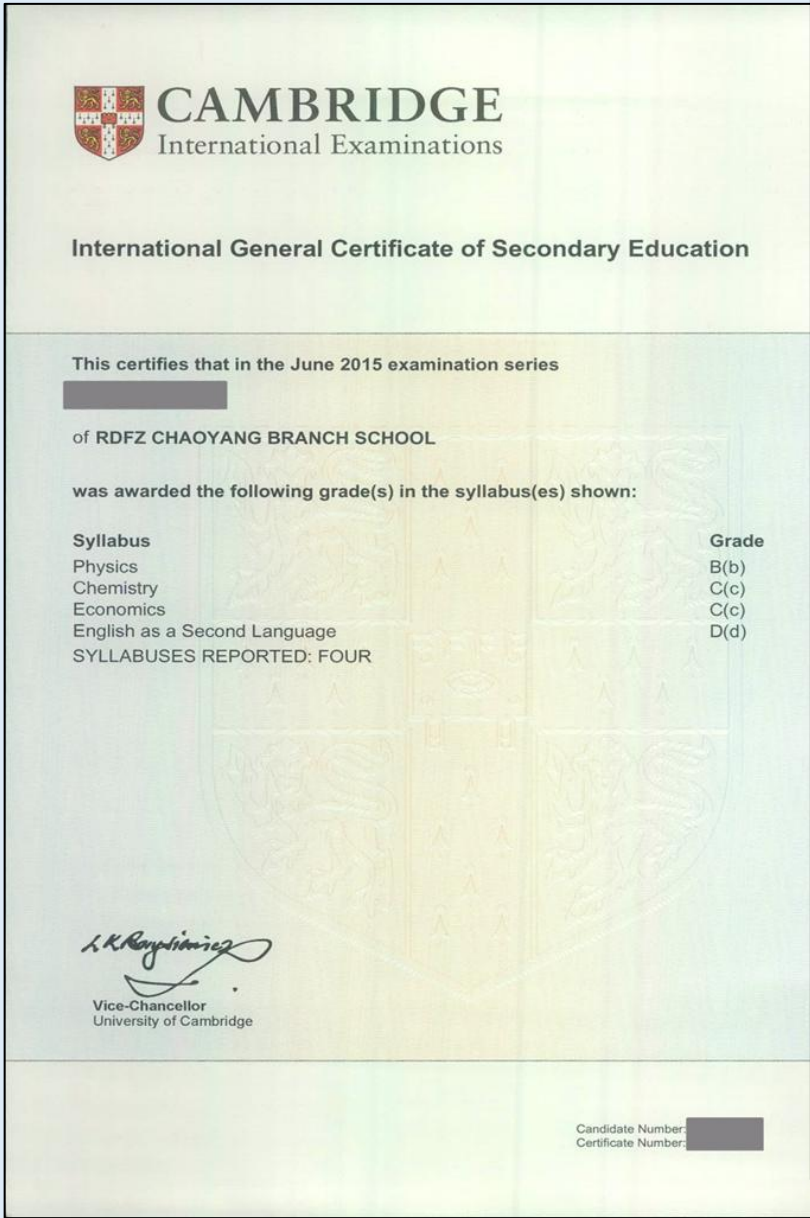 CAMBRIDGE
International Examinations
International General Certificate of Secondary Education
This certifies that in the June 2015 examination series
of RDFZ CHAOYANG BRANCH SCHOOL
was awarded the following grade(s) in the syllabus(es) shown:
Syllabus Grade
Physics B(b)
Chemistry C(c)
Economics C(c)
English as a Second Language D(d)
SYLLABUSES REPORTED: FOUR
Vice-Chancellor
University of Cambridge
Candidate Number:
Certificate Number: